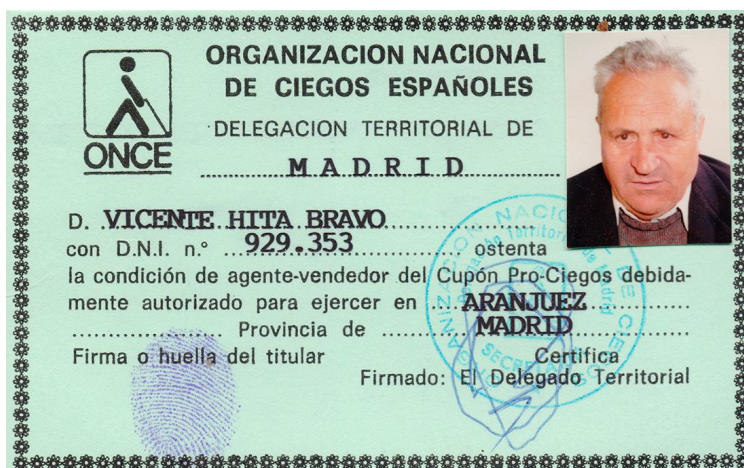 ORGANIZACION NACIONAL
DE CIEGOS ESPAÑOLES
DELEGACION TERRITORIAL DE
MADRID
ONCE
D. VICENTE HITA BRAVO
con D.N.I. n.º 929.353 ostenta
la condición de agente-vendedor del Cupón Pro-Ciegos debida-
mente autorizado para ejercer en ARANJUEZ
Provincia de MADRID
Firma o huella del titular Certifica
Firmado: El Delegado Territorial